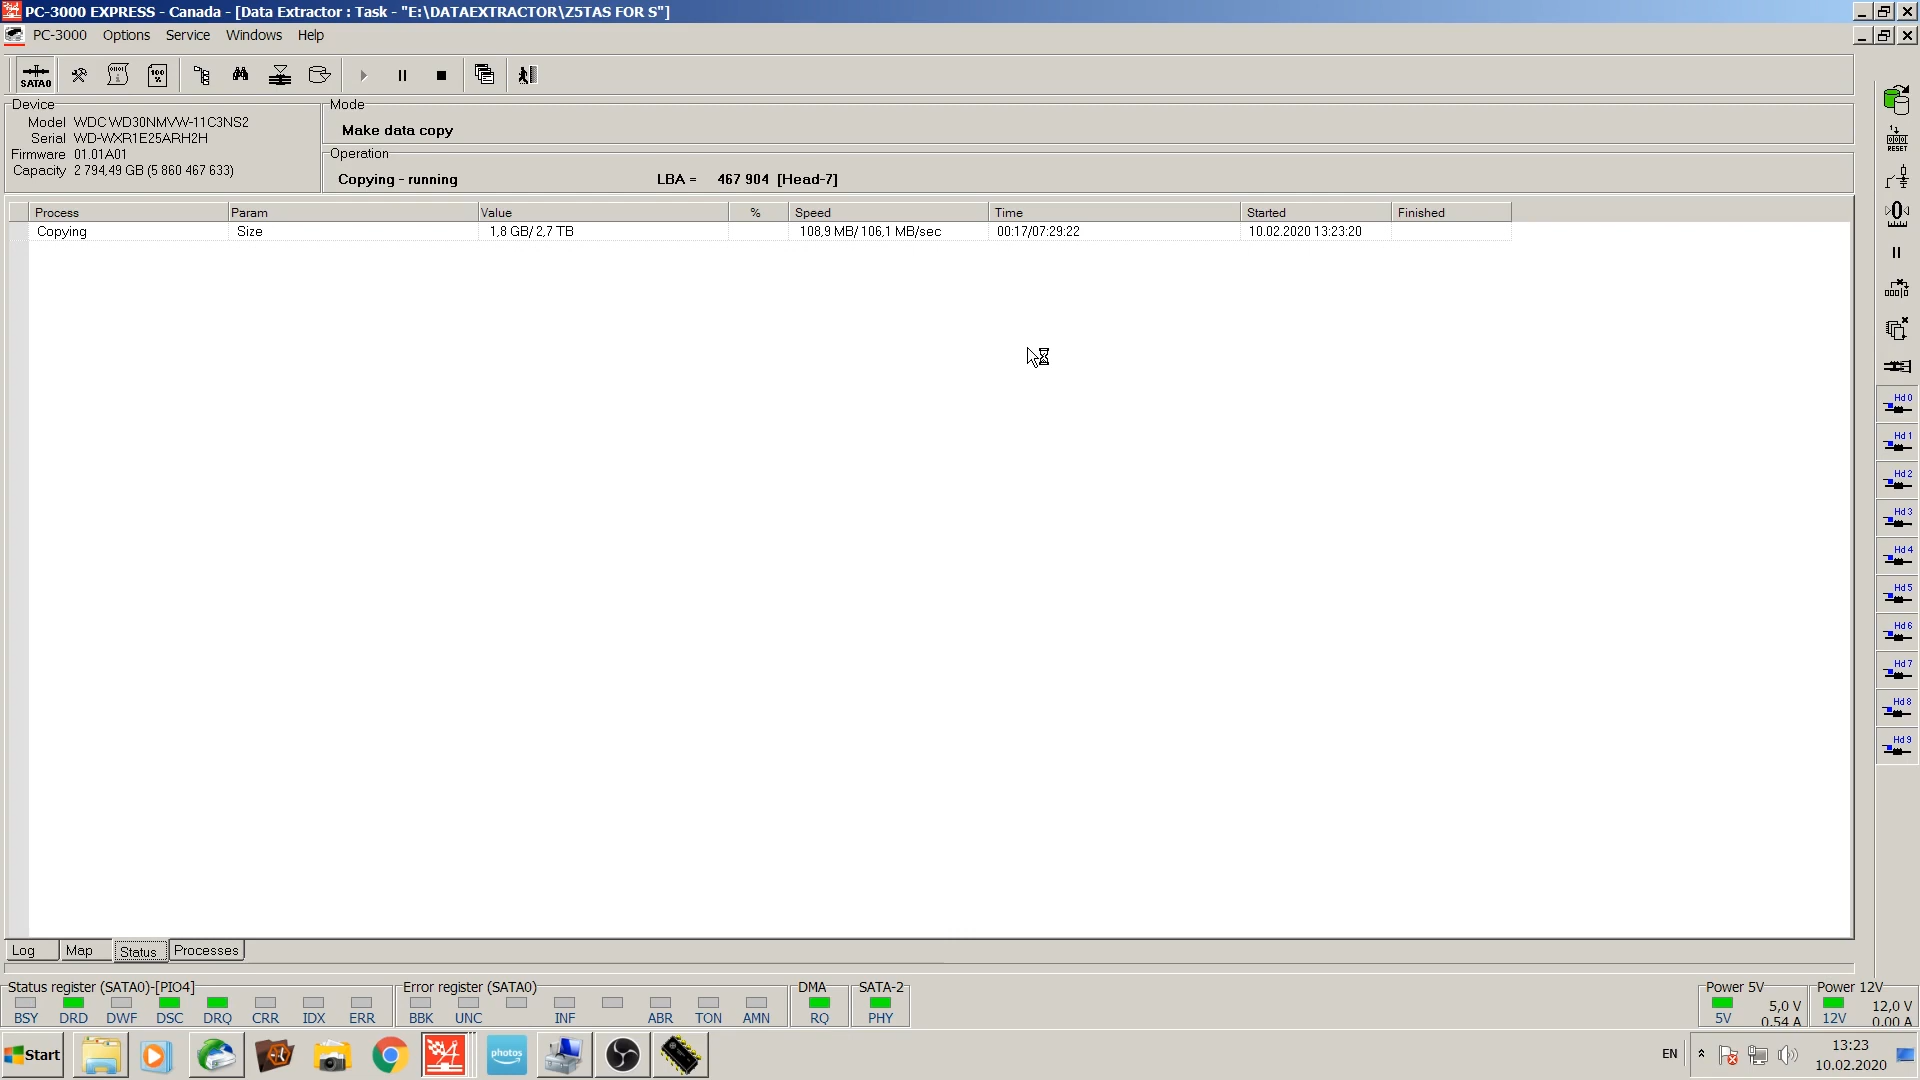 PC-3000 EXPRESS - Canada - [Data Extractor : Task - "E:\DATAEXTRACTOR\Z5TAS FOR S"]
PC-3000 Options Service Windows Help
SATA0
Device
Model WDC WD30NMVW-11C3NS2
Serial WD-WXR1E25ARH2H
Firmware 01.01A01
Capacity 2 794,49 GB (5 860 467 633)
Mode
Make data copy
Operation
Copying - running LBA = 467 904 [Head-7]
Process Param Value % Speed Time Started Finished
Copying Size 1,8 GB/ 2,7 TB 108,9 MB/ 106,1 MB/sec 00:17/07:29:22 10.02.2020 13:23:20
RESET
Hd 0
Hd 1
Hd 2
Hd 3
Hd 4
Hd 5
Hd 6
Hd 7
Hd 8
Hd 9
Log Map Status Processes
Status register (SATA0)-[PIO4]
BSY DRD DWF DSC DRQ CRR IDX ERR
Error register (SATA0)
BBK UNC INF ABR TON AMN
DMA
RQ
SATA-2
PHY
Power 5V
5V 5,0 V
0.54 A
Power 12V
12V 12,0 V
0.00 A
Start
photos
EN
13:23
10.02.2020